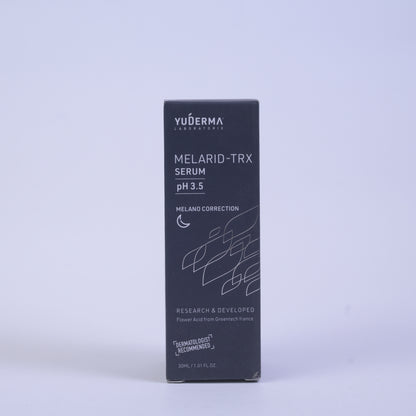 YUDERMA
LABORATORIE
MELARID-TRX
SERUM
pH 3.5
MELANO CORRECTION
RESEARCH & DEVELOPED
Flower Acid from Greentech france
DERMATOLOGIST
RECOMMENDED
30ML / 1.01 FL.OE